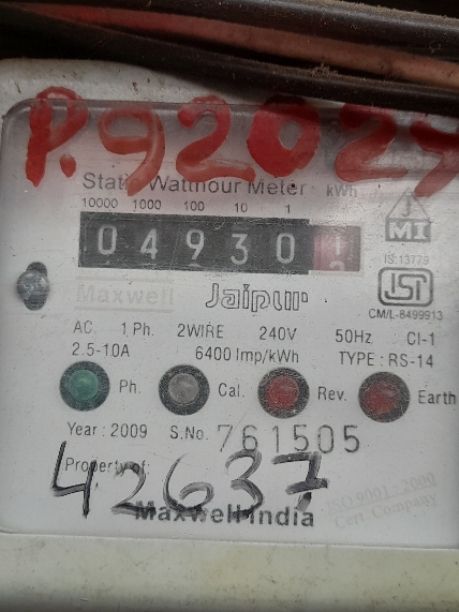 P.92024
Static Watthour Meter kWh
10000 1000 100 10 1
0 4 9 3 0 1
2
MI
IS:13779
Maxwell Jaipur
ISI
CM/L-8499913
AC. 1 Ph. 2WIRE 240V 50Hz Cl-1
2.5-10A 6400 Imp/kWh TYPE : RS-14
Ph. Cal. Rev. Earth
Year : 2009 S.No. 761505
Property of:
42637
ISO 9001 : 2000
Cert. Company
Maxwell India